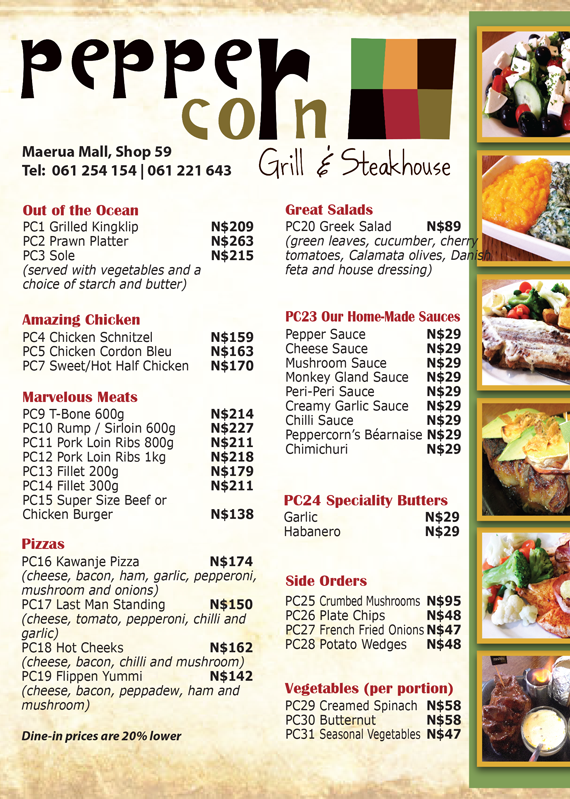 pepper
corn
Grill & Steakhouse
Maerua Mall, Shop 59
Tel: 061 254 154 | 061 221 643
Out of the Ocean
PC1 Grilled Kingklip N$209
PC2 Prawn Platter N$263
PC3 Sole N$215
(served with vegetables and a
choice of starch and butter)
Amazing Chicken
PC4 Chicken Schnitzel N$159
PC5 Chicken Cordon Bleu N$163
PC7 Sweet/Hot Half Chicken N$170
Marvelous Meats
PC9 T-Bone 600g N$214
PC10 Rump / Sirloin 600g N$227
PC11 Pork Loin Ribs 800g N$211
PC12 Pork Loin Ribs 1kg N$218
PC13 Fillet 200g N$179
PC14 Fillet 300g N$211
PC15 Super Size Beef or
Chicken Burger N$138
Pizzas
PC16 Kawanje Pizza N$174
(cheese, bacon, ham, garlic, pepperoni,
mushroom and onions)
PC17 Last Man Standing N$150
(cheese, tomato, pepperoni, chilli and
garlic)
PC18 Hot Cheeks N$162
(cheese, bacon, chilli and mushroom)
PC19 Flippen Yummi N$142
(cheese, bacon, peppadew, ham and
mushroom)
Dine-in prices are 20% lower
Great Salads
PC20 Greek Salad N$89
(green leaves, cucumber, cherry
tomatoes, Calamata olives, Danish
feta and house dressing)
PC23 Our Home-Made Sauces
Pepper Sauce N$29
Cheese Sauce N$29
Mushroom Sauce N$29
Monkey Gland Sauce N$29
Peri-Peri Sauce N$29
Creamy Garlic Sauce N$29
Chilli Sauce N$29
Peppercorn's Béarnaise N$29
Chimichuri N$29
PC24 Speciality Butters
Garlic N$29
Habanero N$29
Side Orders
PC25 Crumbed Mushrooms N$95
PC26 Plate Chips N$48
PC27 French Fried Onions N$47
PC28 Potato Wedges N$48
Vegetables (per portion)
PC29 Creamed Spinach N$58
PC30 Butternut N$58
PC31 Seasonal Vegetables N$47